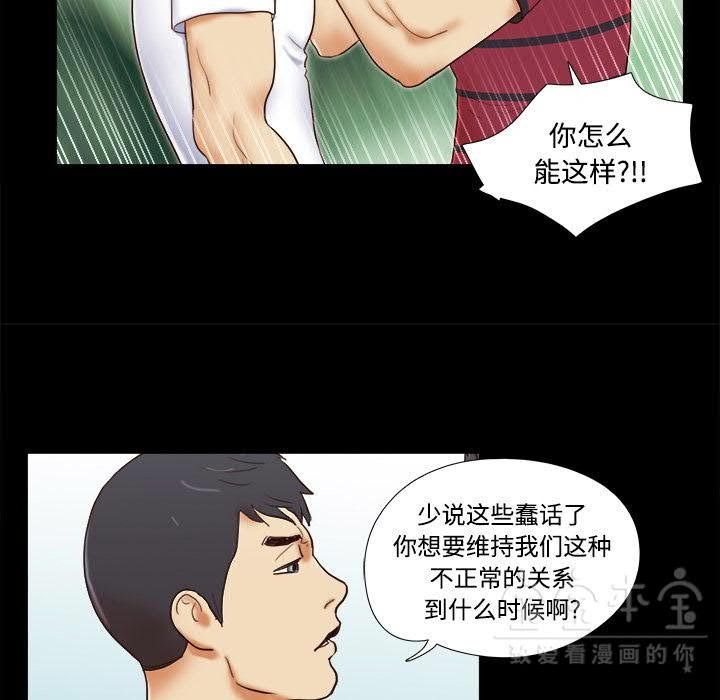 你怎么
能这样?!!
少说这些蠢话了
你想要维持我们这种
不正常的关系
到什么时候啊?
本宝
致爱看漫画的你